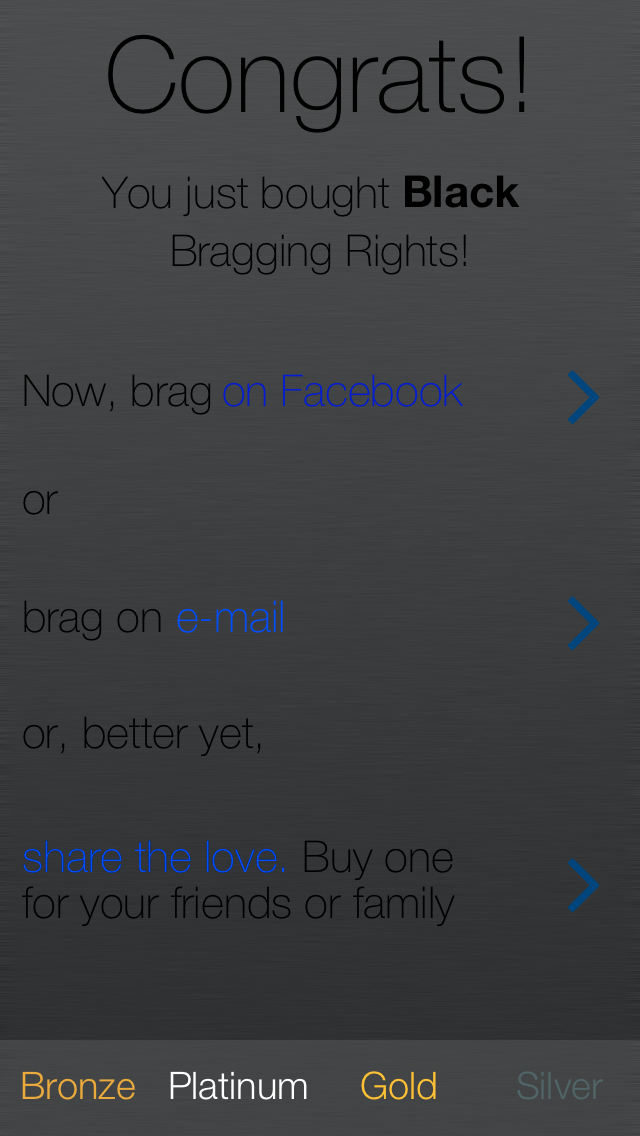 Congrats!
You just bought Black
Bragging Rights!
Now, brag on Facebook
or
brag on e-mail
or, better yet,
share the love. Buy one
for your friends or family
Bronze Platinum Gold Silver